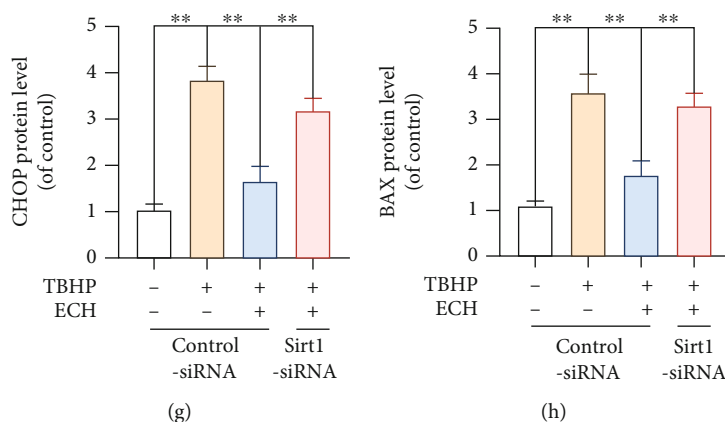 ** ** **
5
4
3
2
1
0
CHOP protein level
(of control)
TBHP – + + +
ECH – – + +
Control
-siRNA
Sirt1
-siRNA
(g)
** ** **
5
4
3
2
1
0
BAX protein level
(of control)
TBHP – + + +
ECH – – + +
Control
-siRNA
Sirt1
-siRNA
(h)